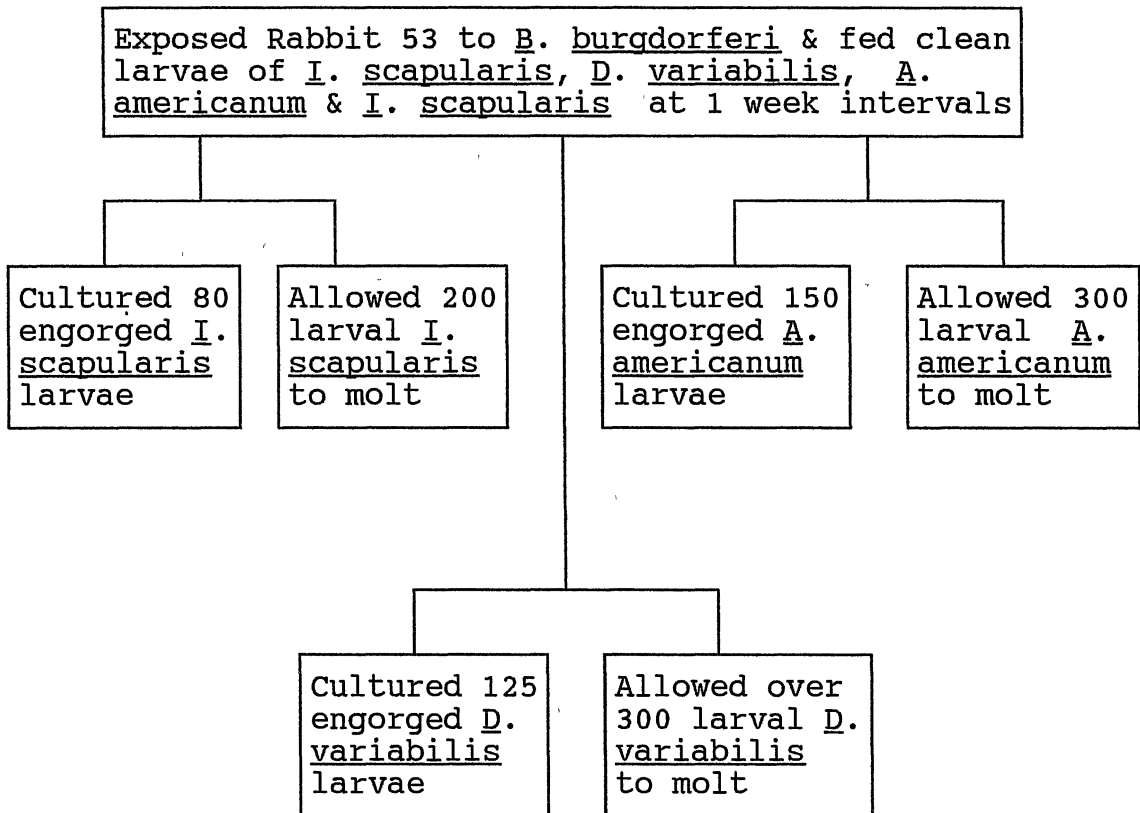 Exposed Rabbit 53 to B. burgdorferi & fed clean
larvae of I. scapularis, D. variabilis, A.
americanum & I. scapularis at 1 week intervals
Cultured 80
engorged I.
scapularis
larvae
Allowed 200
larval I.
scapularis
to molt
Cultured 150
engorged A.
americanum
larvae
Allowed 300
larval A.
americanum
to molt
Cultured 125
engorged D.
variabilis
larvae
Allowed over
300 larval D.
variabilis
to molt